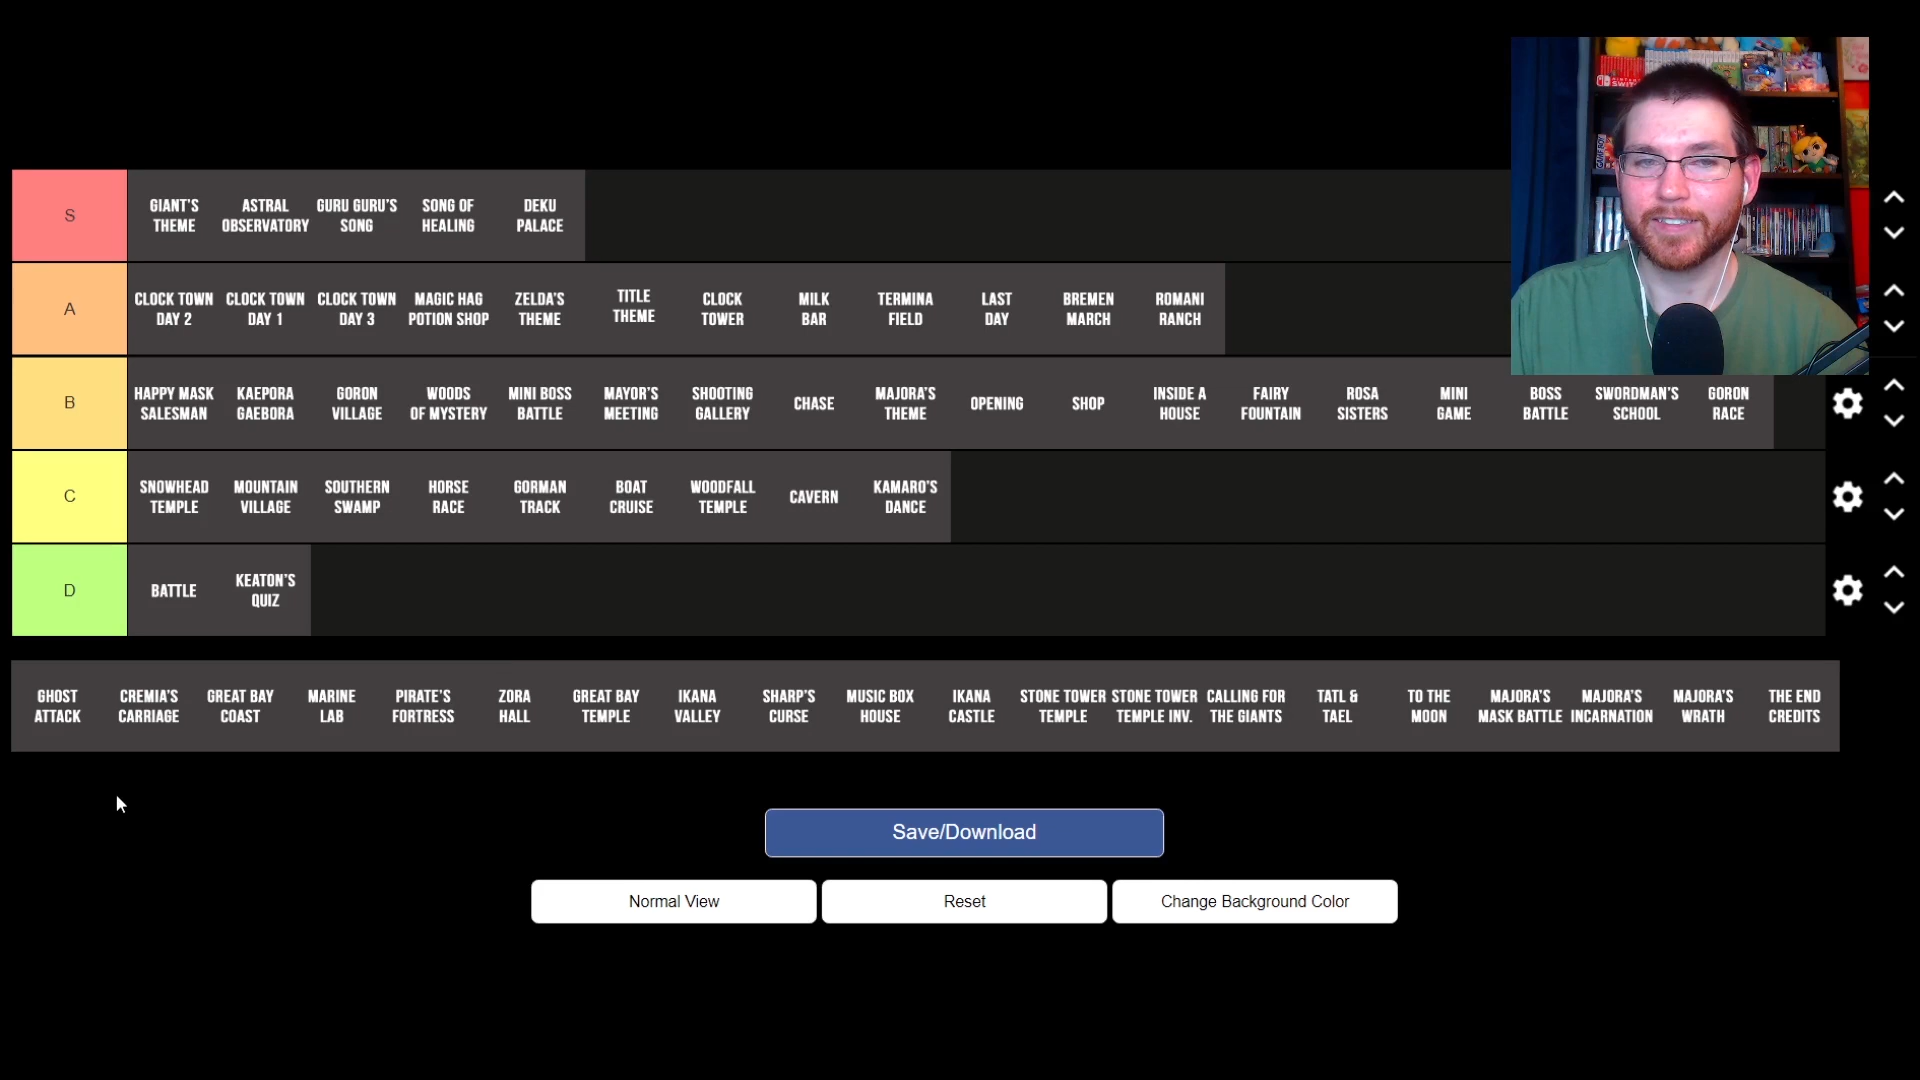 S
GIANT'S
THEME
ASTRAL
OBSERVATORY
GURU GURU'S
SONG
SONG OF
HEALING
DEKU
PALACE
A
CLOCK TOWN
DAY 2
CLOCK TOWN
DAY 1
CLOCK TOWN
DAY 3
MAGIC HAG
POTION SHOP
ZELDA'S
THEME
TITLE
THEME
CLOCK
TOWER
MILK
BAR
TERMINA
FIELD
LAST
DAY
BREMEN
MARCH
ROMANI
RANCH
B
HAPPY MASK
SALESMAN
KAEPORA
GAEBORA
GORON
VILLAGE
WOODS
OF MYSTERY
MINI BOSS
BATTLE
MAYOR'S
MEETING
SHOOTING
GALLERY
CHASE
MAJORA'S
THEME
OPENING
SHOP
INSIDE A
HOUSE
FAIRY
FOUNTAIN
ROSA
SISTERS
MINI
GAME
BOSS
BATTLE
SWORDMAN'S
SCHOOL
GORON
RACE
C
SNOWHEAD
TEMPLE
MOUNTAIN
VILLAGE
SOUTHERN
SWAMP
HORSE
RACE
GORMAN
TRACK
BOAT
CRUISE
WOODFALL
TEMPLE
CAVERN
KAMARO'S
DANCE
D
BATTLE
KEATON'S
QUIZ
GHOST
ATTACK
CREMIA'S
CARRIAGE
GREAT BAY
COAST
MARINE
LAB
PIRATE'S
FORTRESS
ZORA
HALL
GREAT BAY
TEMPLE
IKANA
VALLEY
SHARP'S
CURSE
MUSIC BOX
HOUSE
IKANA
CASTLE
STONE TOWER
TEMPLE
STONE TOWER
TEMPLE INV.
CALLING FOR
THE GIANTS
TATL &
TAEL
TO THE
MOON
MAJORA'S
MASK BATTLE
MAJORA'S
INCARNATION
MAJORA'S
WRATH
THE END
CREDITS
Save/Download
Normal View
Reset
Change Background Color